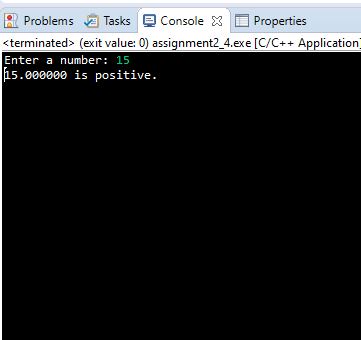 Problems Tasks Console Properties
<terminated> (exit value: 0) assignment2_4.exe [C/C++ Application]
Enter a number: 15
15.000000 is positive.